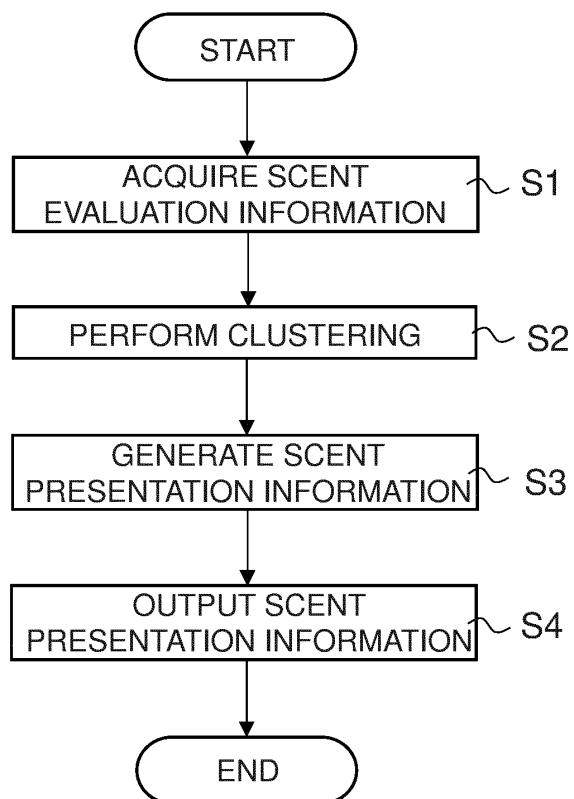 START
ACQUIRE SCENT
EVALUATION INFORMATION
S1
PERFORM CLUSTERING
S2
GENERATE SCENT
PRESENTATION INFORMATION
S3
OUTPUT SCENT
PRESENTATION INFORMATION
S4
END